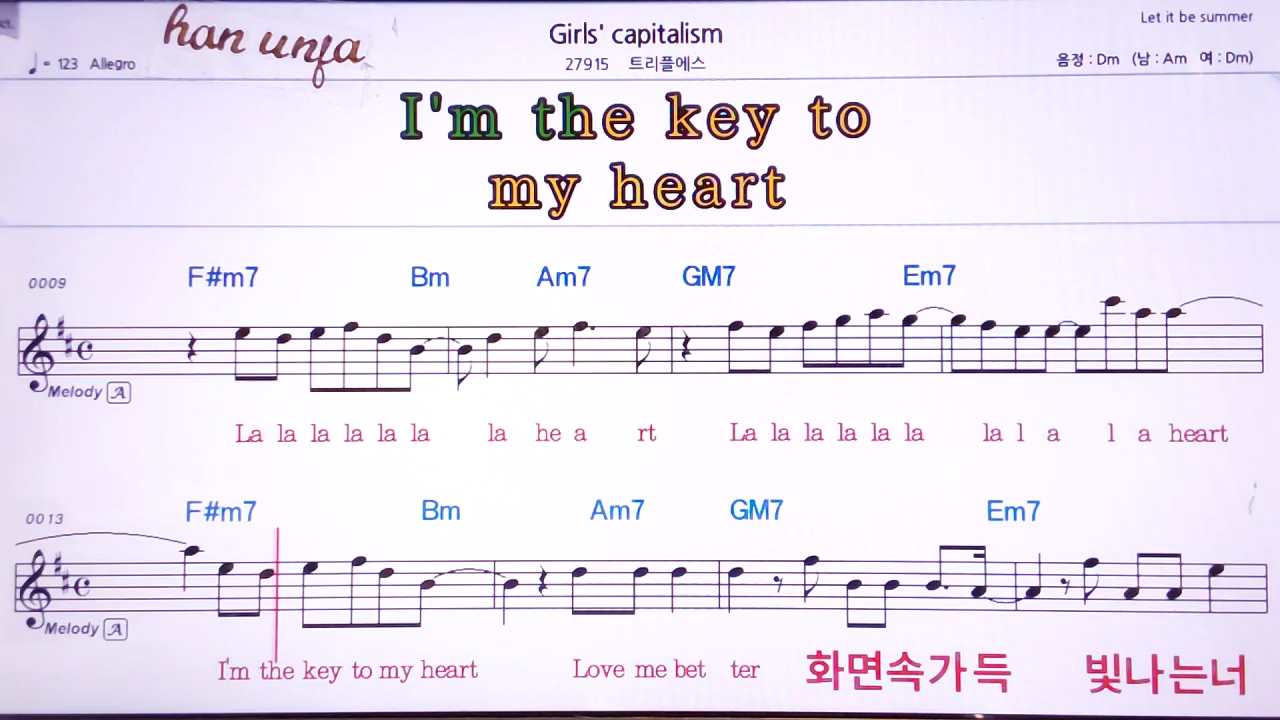 han unja
Girls' capitalism
Let it be summer
= 123 Allegro
27915 트리플에스
음정 : Dm (남 : Am 여 : Dm)
I'm the key to
my heart
0009
F#m7 Bm Am7 GM7 Em7
Melody A
La la la la la la la he a rt La la la la la la la l a l a heart
0013
F#m7 Bm Am7 GM7 Em7
Melody A
I'm the key to my heart Love me bet ter 화면속가득 빛나는너